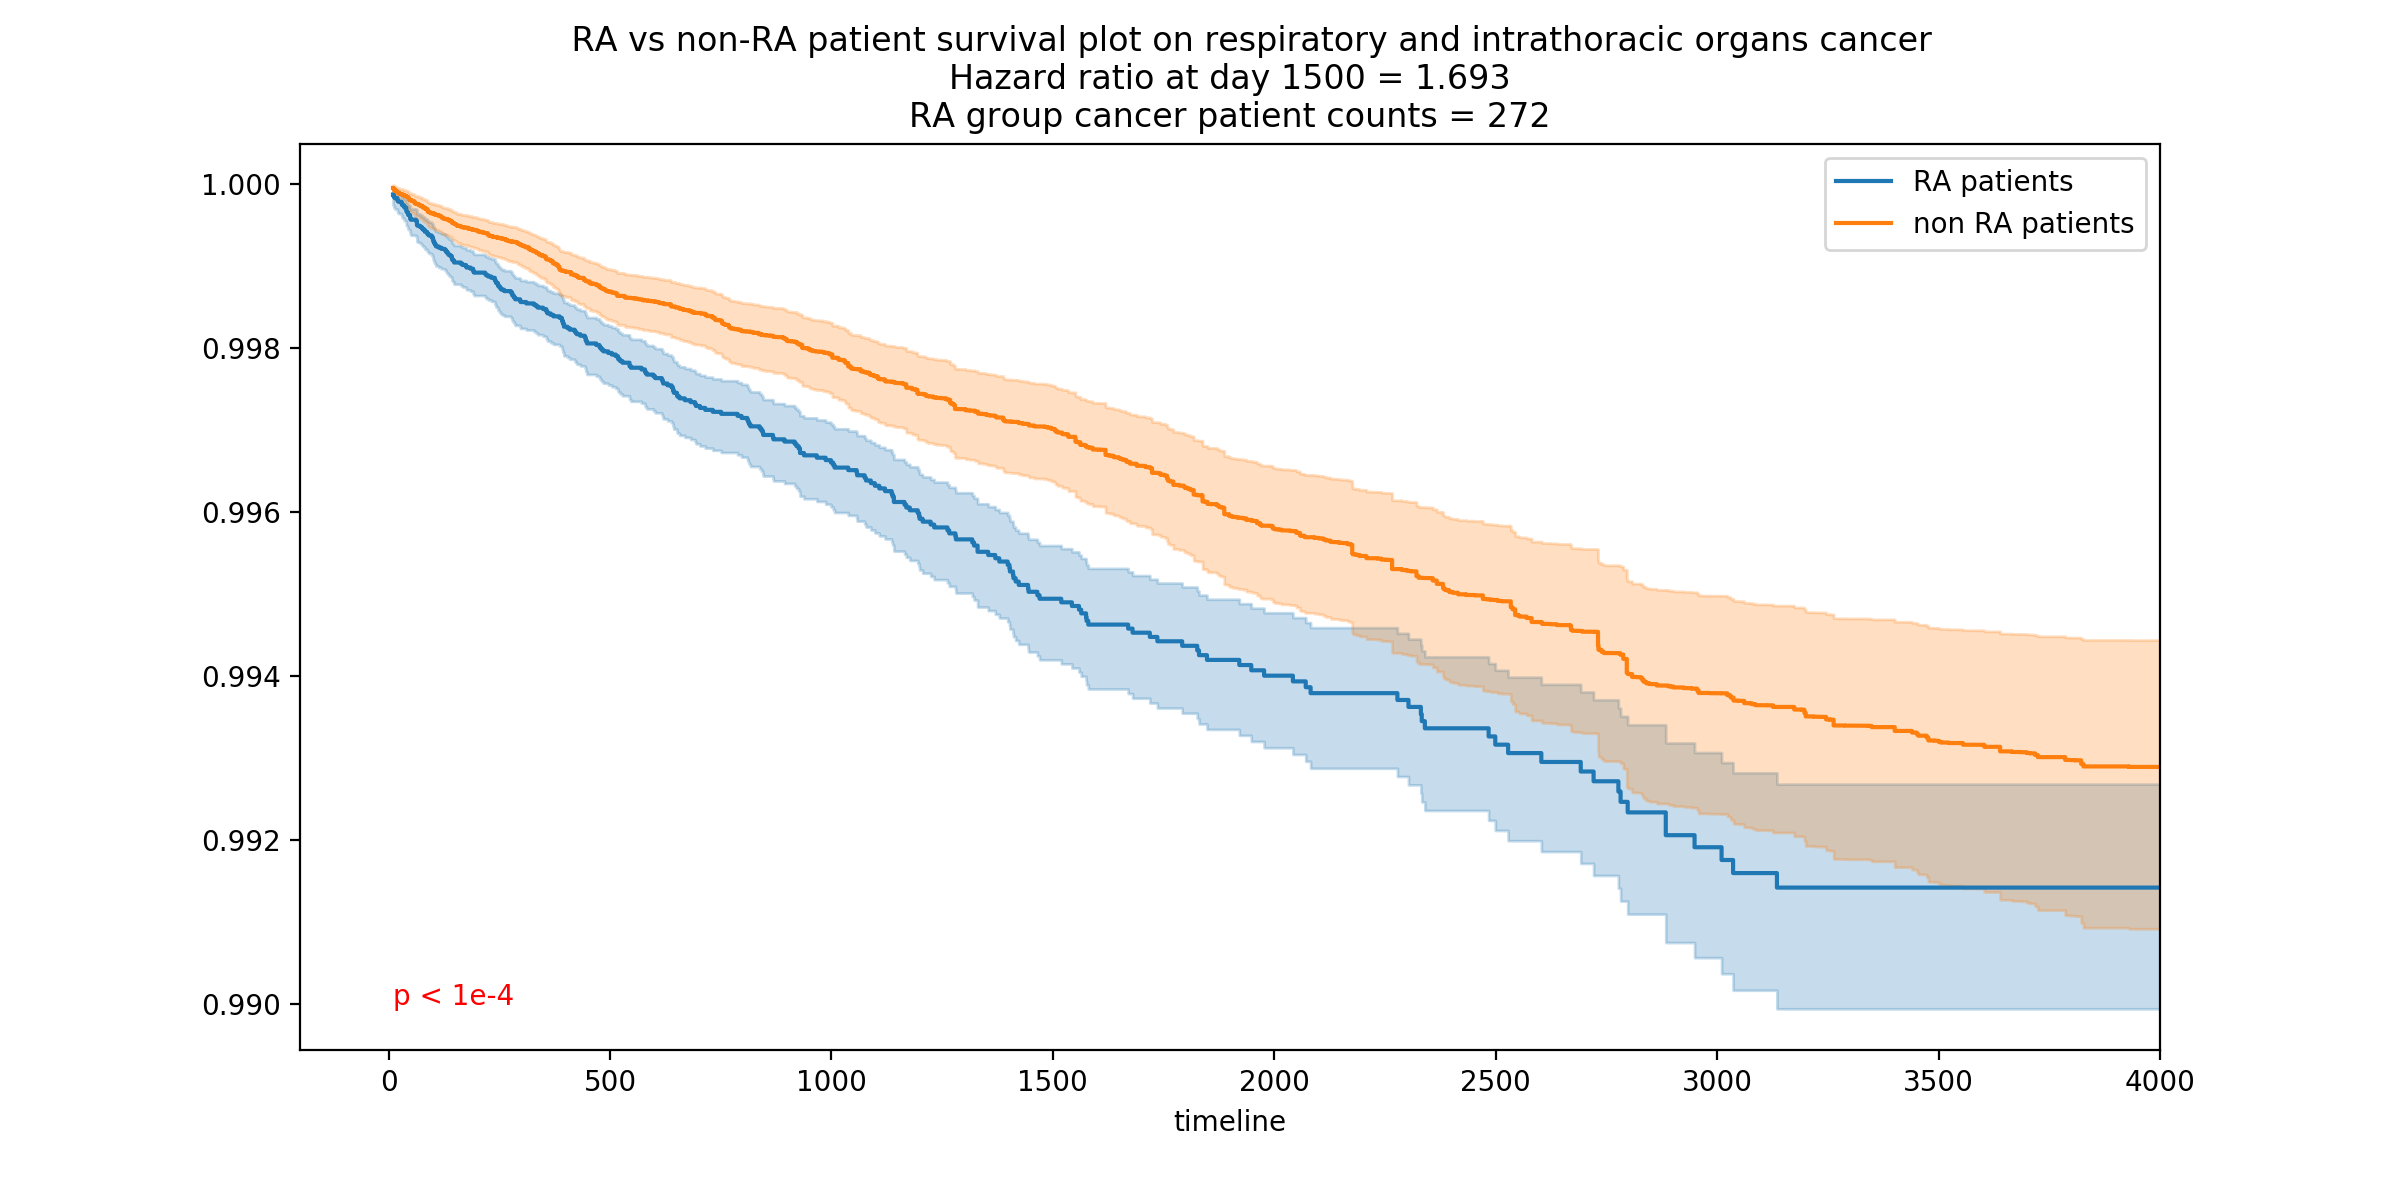 RA vs non-RA patient survival plot on respiratory and intrathoracic organs cancer
Hazard ratio at day 1500 = 1.693
RA group cancer patient counts = 272
RA patients
non RA patients
1.000
0.998
0.996
0.994
0.992
0.990
p < 1e-4
0 500 1000 1500 2000 2500 3000 3500 4000
timeline